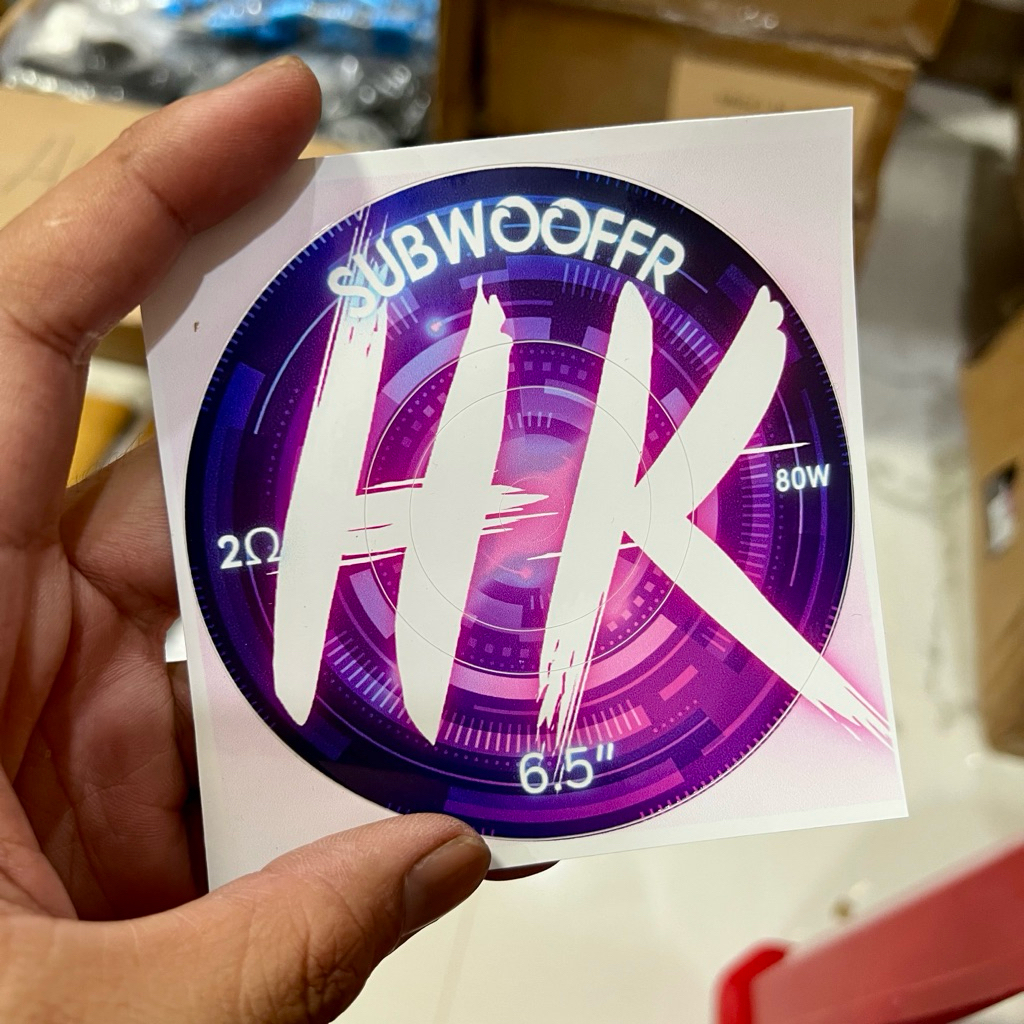 SUBWOOFFR
HK
80W
2Ω
6.5"